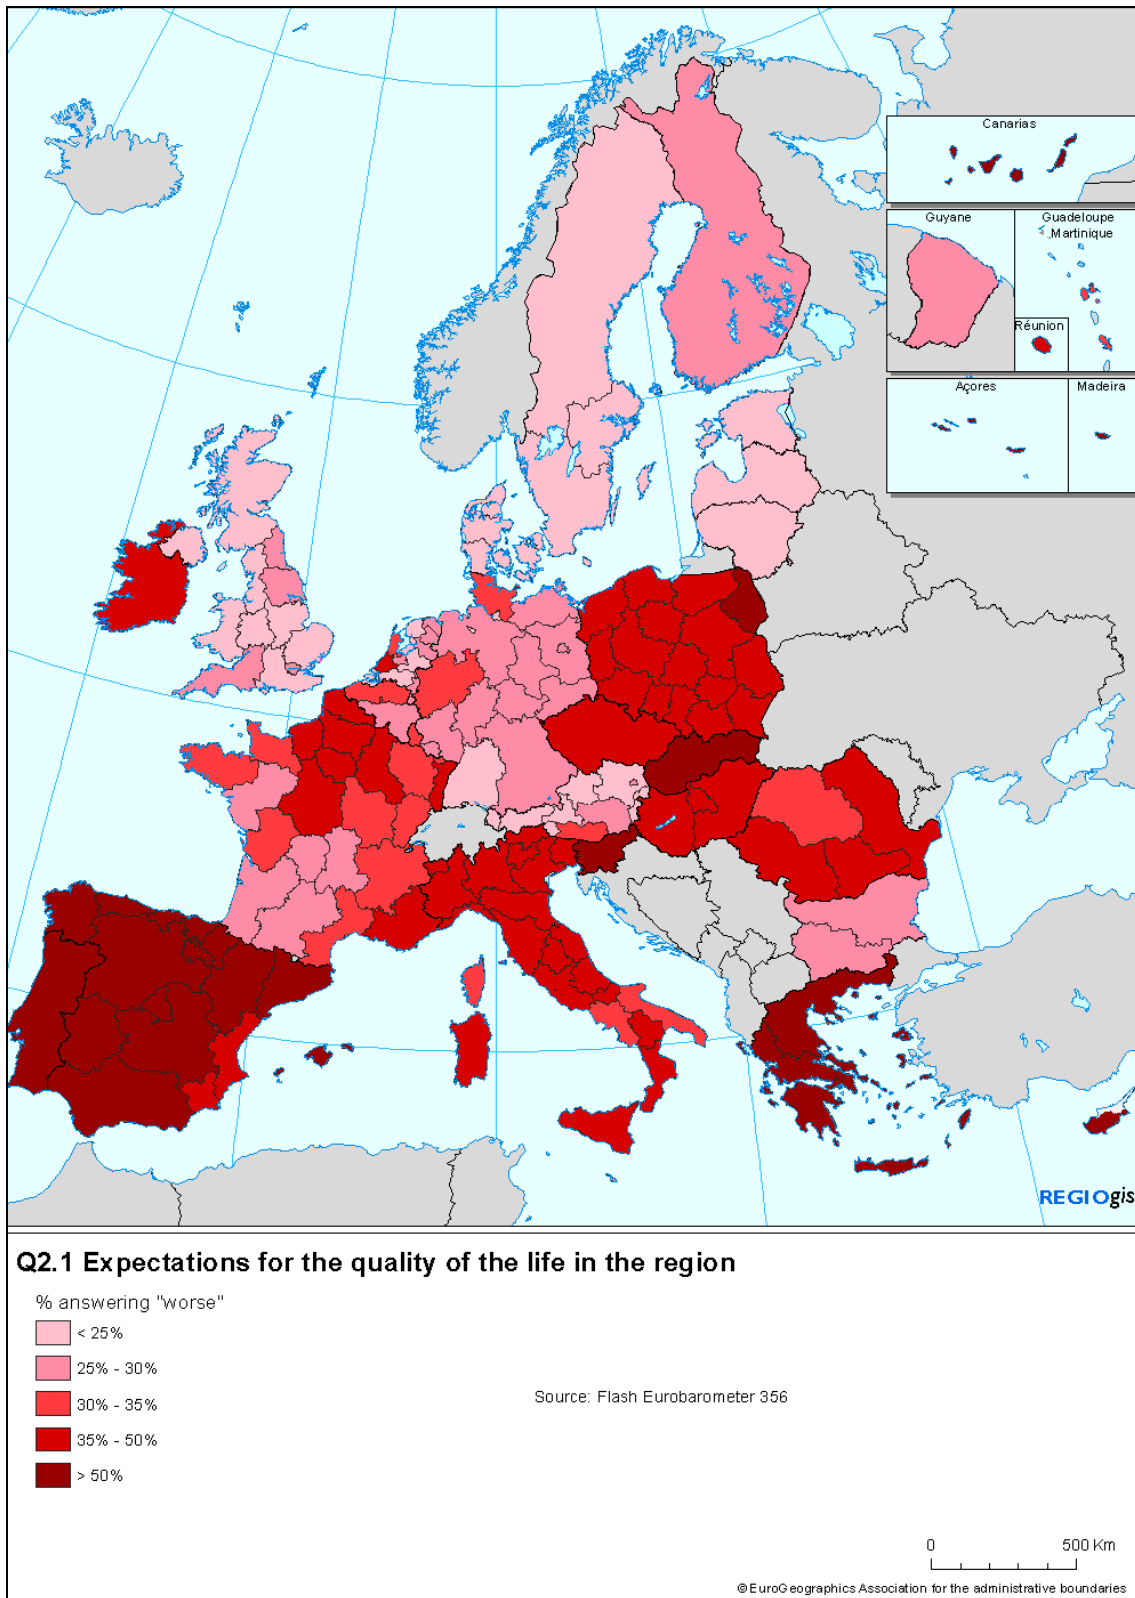 Canarias
Guyane
Guadeloupe
Martinique
Réunion
Açores
Madeira
REGIOgis
Q2.1 Expectations for the quality of the life in the region
% answering "worse"
< 25%
25% - 30%
30% - 35%
35% - 50%
> 50%
Source: Flash Eurobarometer 356
0 500 Km
© EuroGeographics Association for the administrative boundaries